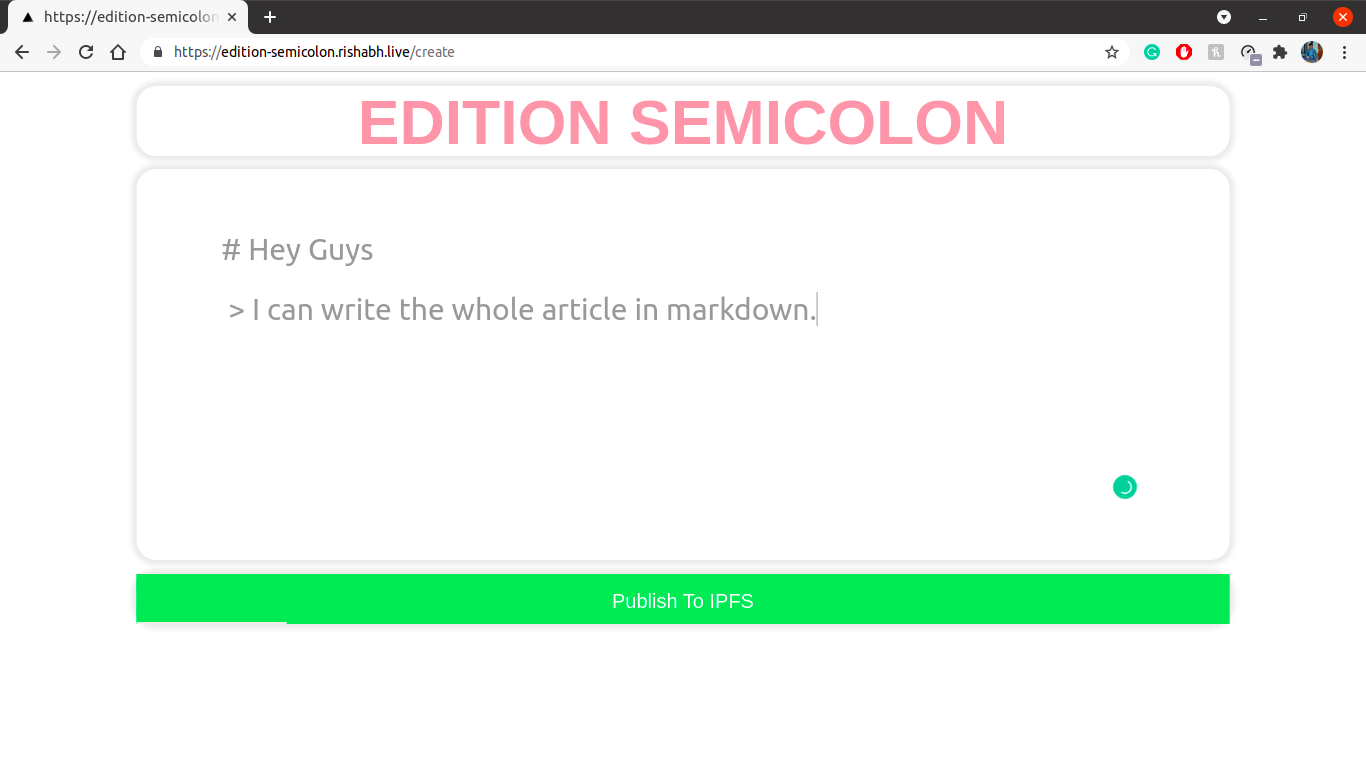 https://edition-semicolon
https://edition-semicolon.rishabh.live/create
EDITION SEMICOLON
# Hey Guys
> I can write the whole article in markdown.
Publish To IPFS